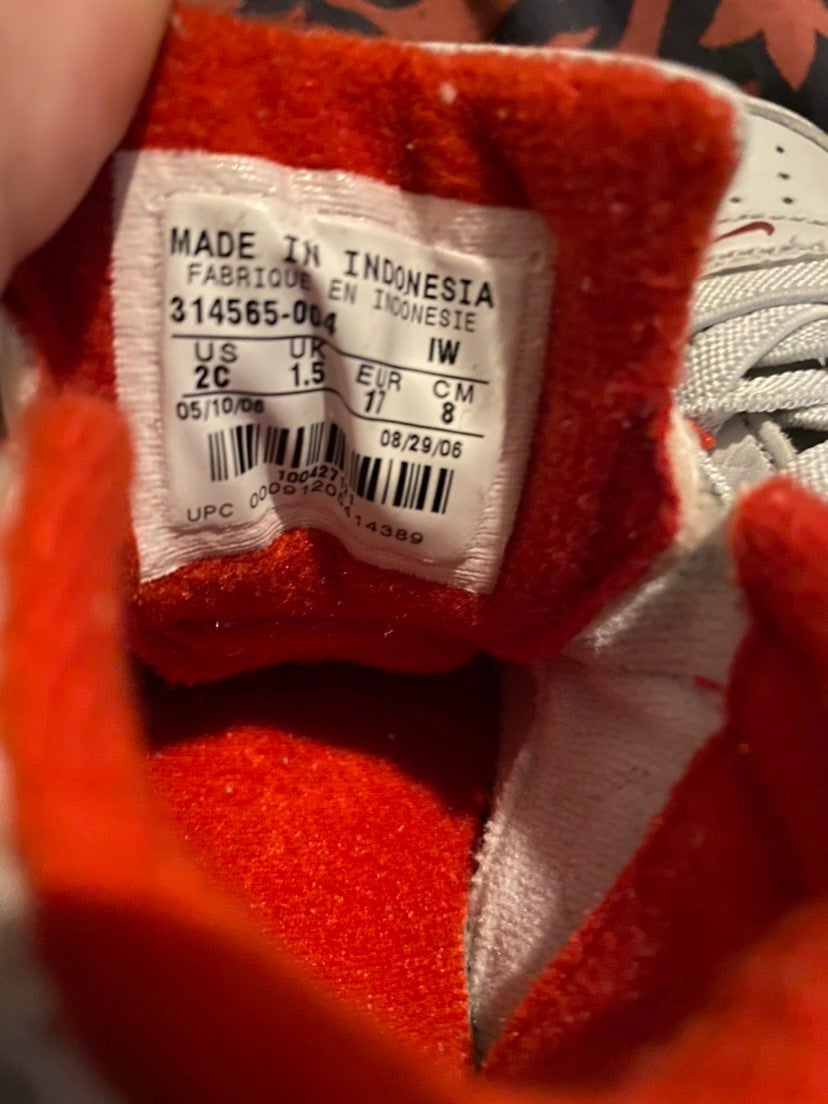 MADE IN INDONESIA
FABRIQUE EN INDONESIE
314565-004
IW
US UK EUR CM
2C 1.5 17 8
05/10/06 08/29/06
UPC